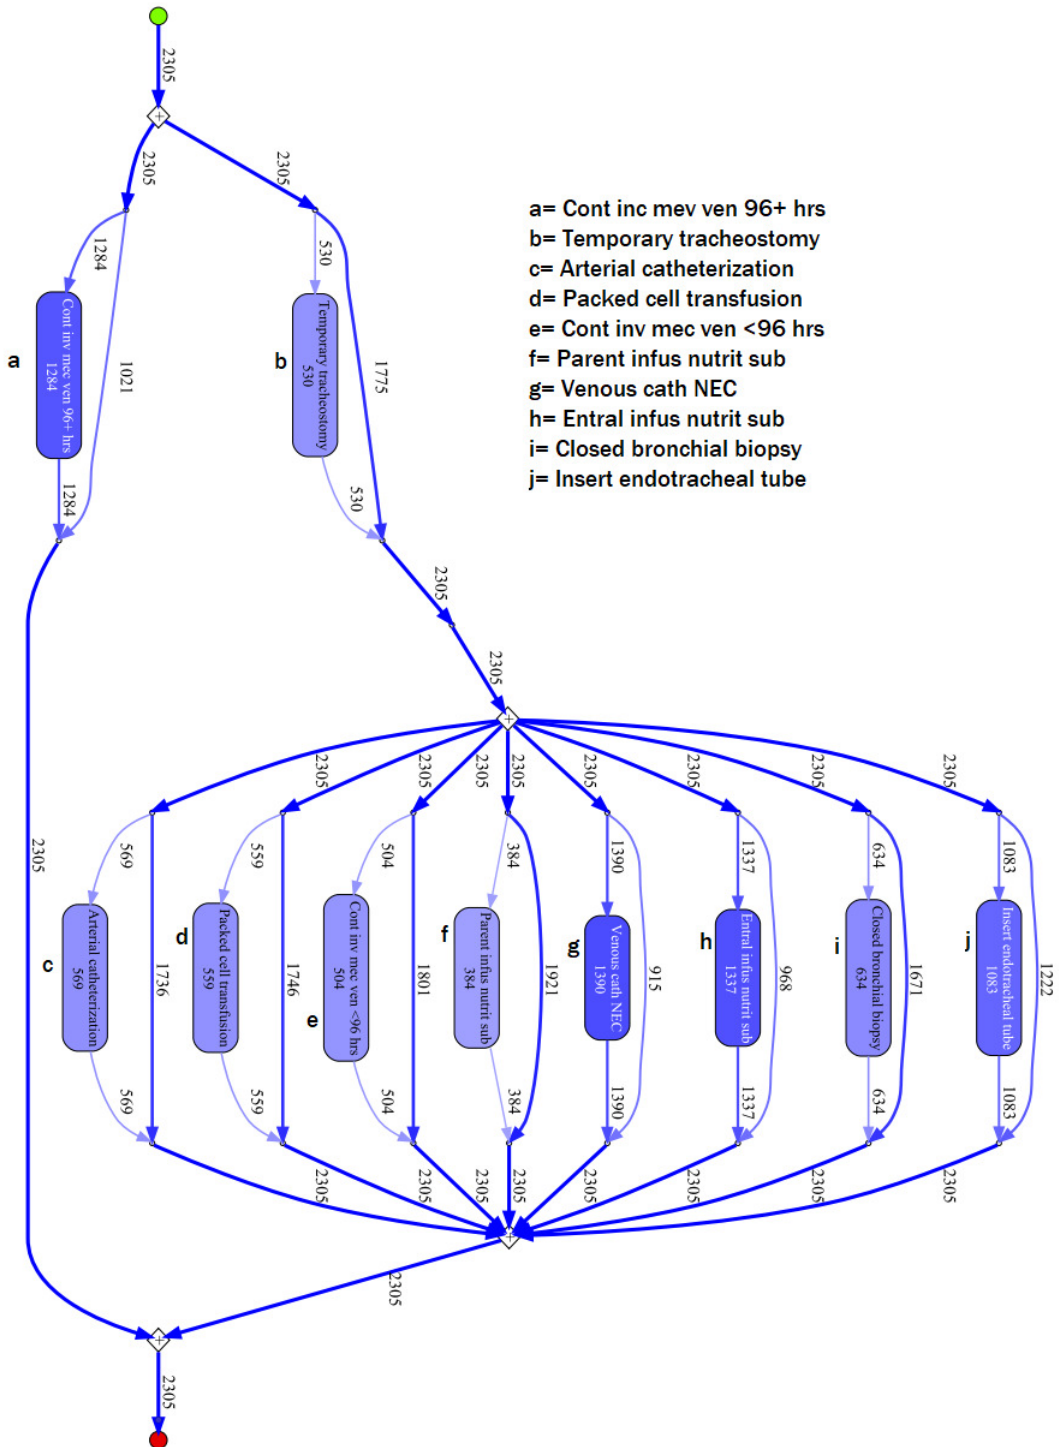 2305
2305
2305
a= Cont inc mev ven 96+ hrs
b= Temporary tracheostomy
c= Arterial catheterization
d= Packed cell transfusion
e= Cont inv mec ven <96 hrs
f= Parent infus nutrit sub
g= Venous cath NEC
h= Entral infus nutrit sub
i= Closed bronchial biopsy
j= Insert endotracheal tube
1284
530
a
Cont inv mec ven 96+ hrs
1284
1021
b
Temporary tracheostomy
530
1775
1284
530
2305
2305
2305
2305
2305
2305
2305
2305
2305
2305
2305
2305
569
559
504
384
1390
1337
634
1083
c
Arterial catheterization
569
1736
d
Packed cell transfusion
559
1746
e
Cont inv mec ven <96 hrs
504
1801
f
Parent infus nutrit sub
384
1921
g
Venous cath NEC
1390
915
h
Entral infus nutrit sub
1337
968
i
Closed bronchial biopsy
634
1671
j
Insert endotracheal tube
1083
1222
569
559
504
384
1390
1337
634
1083
2305
2305
2305
2305
2305
2305
2305
2305
2305
2305